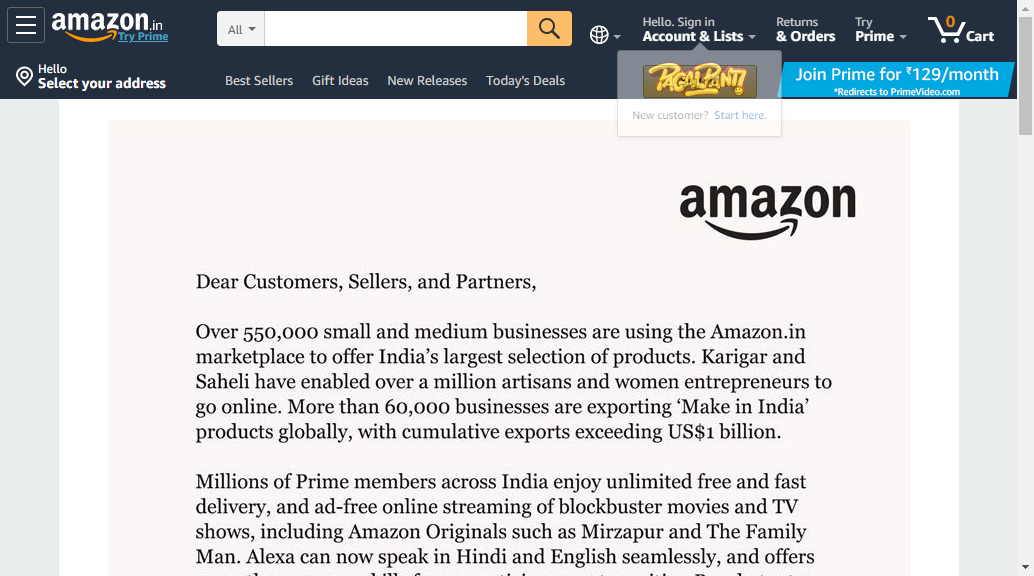 amazon.in
Try Prime
All
Hello. Sign in
Account & Lists
Returns
& Orders
Try
Prime
0
Cart
Hello
Select your address
Best Sellers
Gift Ideas
New Releases
Today's Deals
PAGALPANTI
New customer? Start here.
Join Prime for ₹129/month
*Redirects to PrimeVideo.com
amazon
Dear Customers, Sellers, and Partners,
Over 550,000 small and medium businesses are using the Amazon.in
marketplace to offer India’s largest selection of products. Karigar and
Saheli have enabled over a million artisans and women entrepreneurs to
go online. More than 60,000 businesses are exporting ‘Make in India’
products globally, with cumulative exports exceeding US$1 billion.
Millions of Prime members across India enjoy unlimited free and fast
delivery, and ad-free online streaming of blockbuster movies and TV
shows, including Amazon Originals such as Mirzapur and The Family
Man. Alexa can now speak in Hindi and English seamlessly, and offers